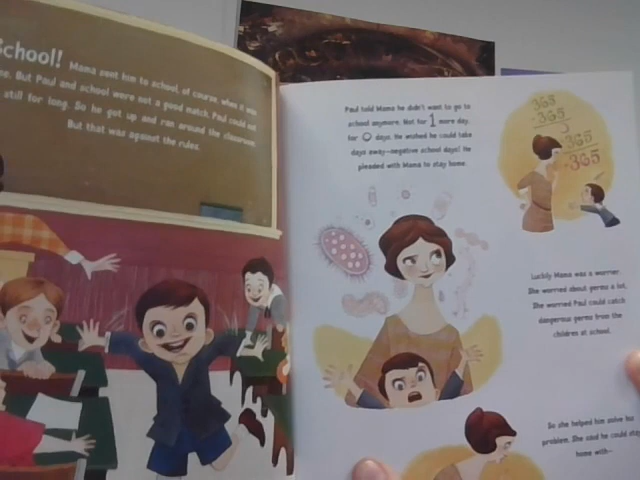 School!
Mama sent him to school, of course, when it was
But Paul and school were not a good match. Paul could not
still for long. So he got up and ran around the classroom.
But that was against the rules.
Paul told Mama he didn't want to go to
school anymore. Not for 1 more day,
for 0 days. He wished he could take
days away—negative school days! He
pleaded with Mama to stay home.
365
-365
365
-365
Luckily Mama was a worrier.
She worried about germs a lot.
She worried Paul could catch
dangerous germs from the
children at school.
So she helped him solve his
problem. She said he could stay
home with—